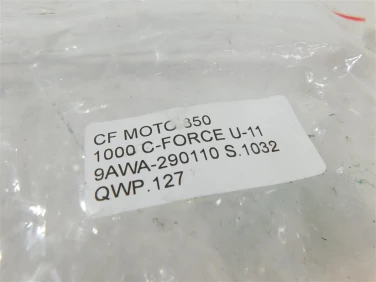 CF MOTO 850
1000 C-FORCE U-11
9AWA-290110 S.1032
QWP.127